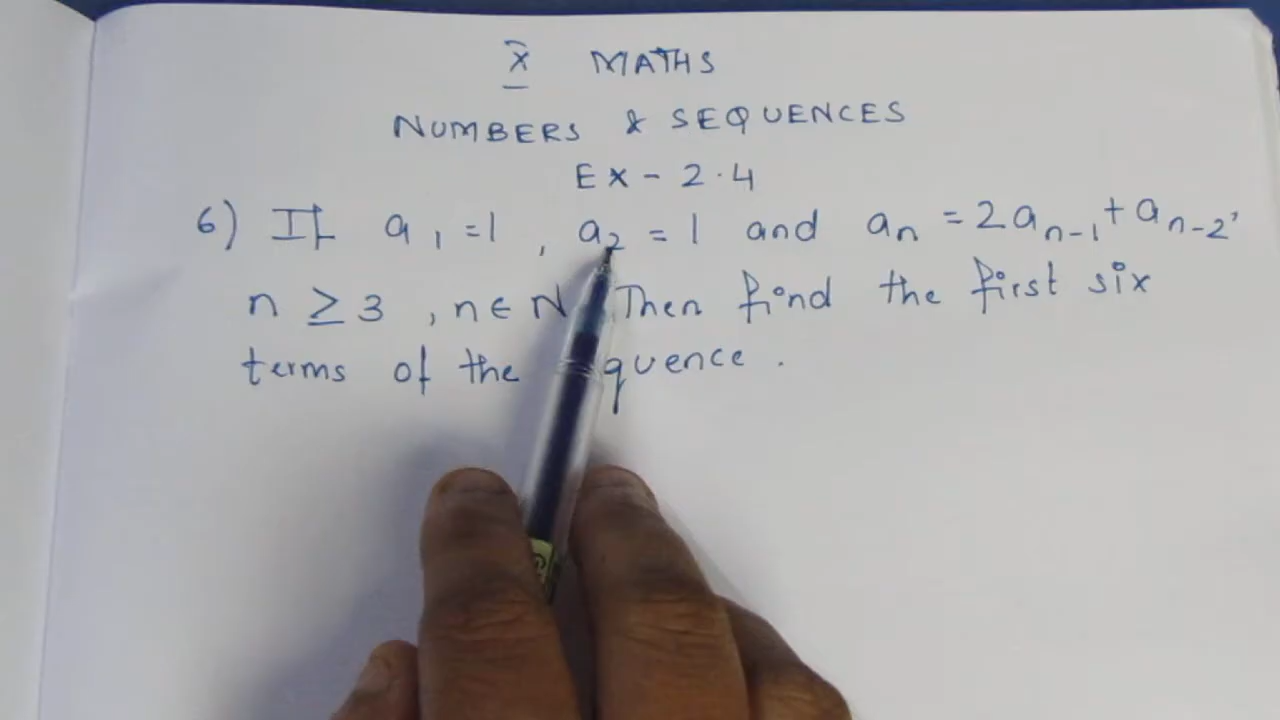 X MATHS
NUMBERS & SEQUENCES
Ex - 2.4
6) If a₁ = 1, a₂ = 1 and aₙ = 2aₙ₋₁ + aₙ₋₂,
n ≥ 3, n ∈ N Then find the first six
terms of the